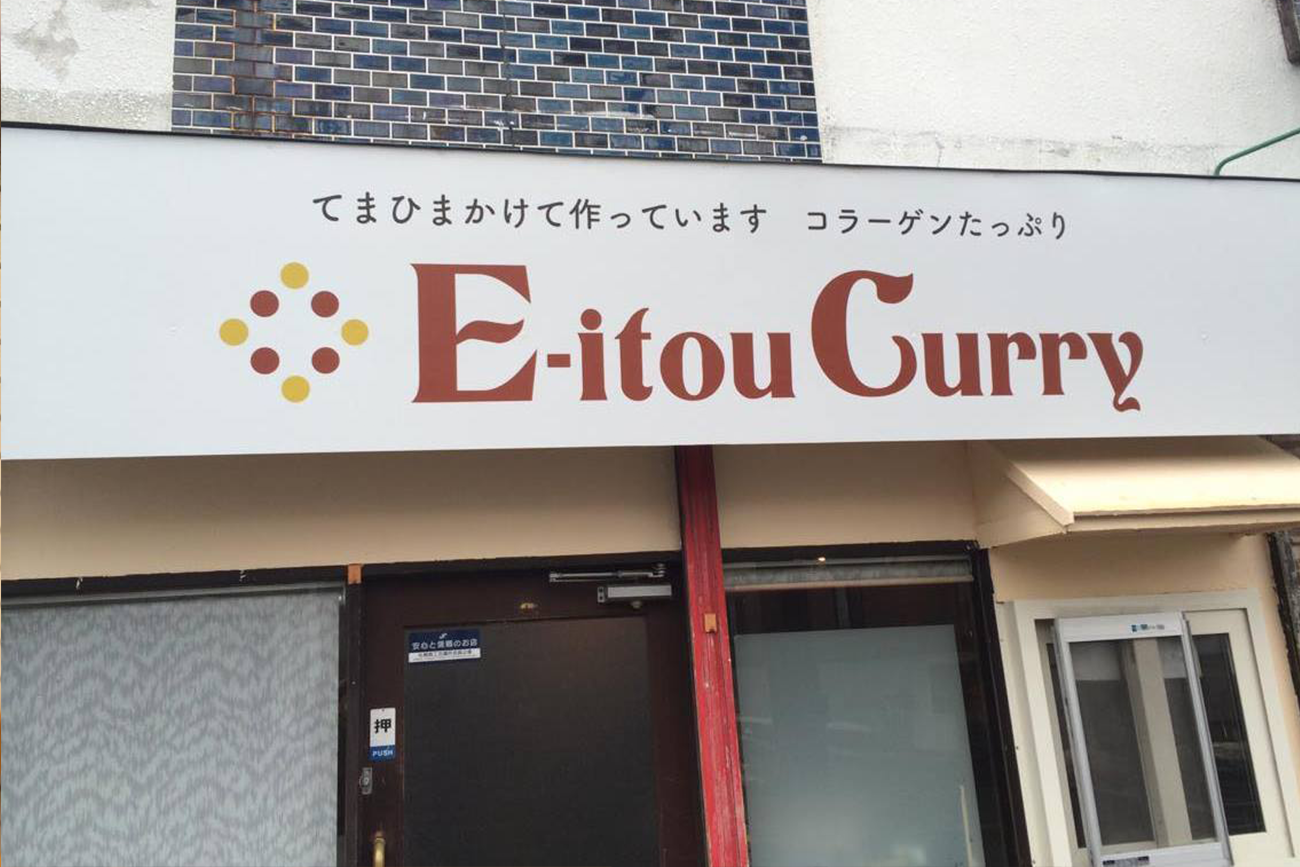 てまひまかけて作っています　コラーゲンたっぷり
E-itou Curry
安心と信頼のお店
押
PUSH